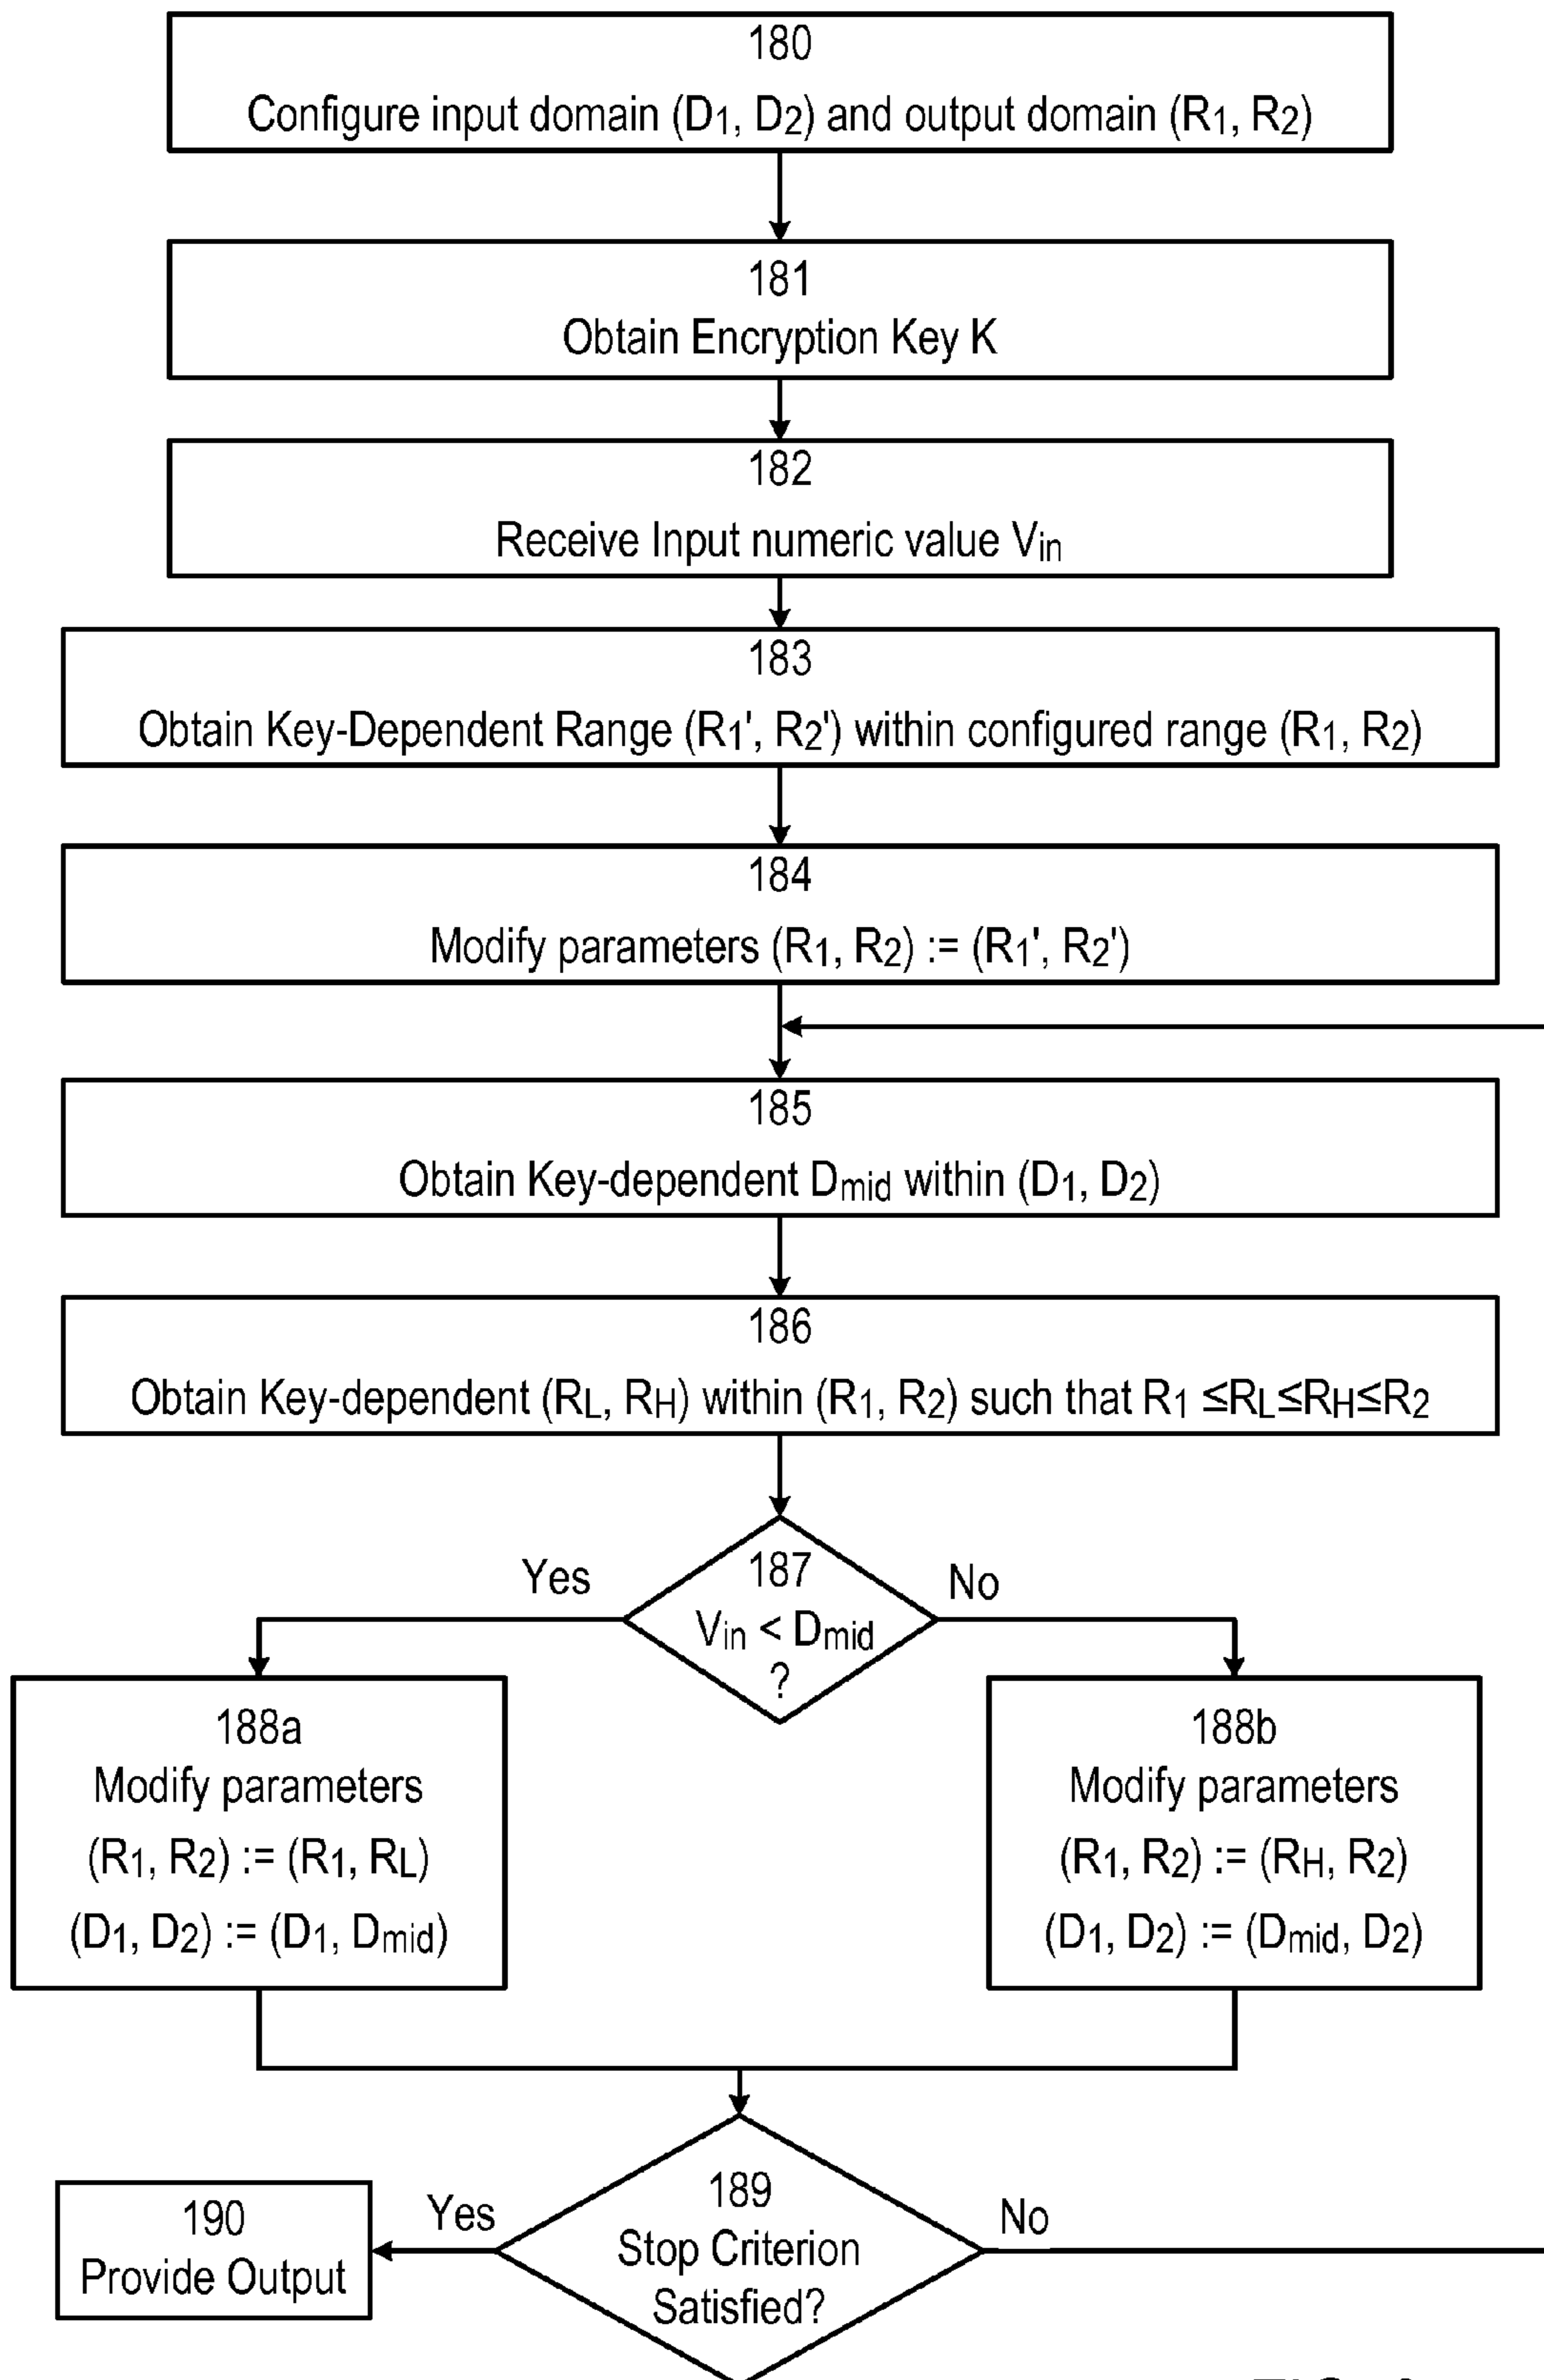 180
Configure input domain (D1, D2) and output domain (R1, R2)
181
Obtain Encryption Key K
182
Receive Input numeric value Vin
183
Obtain Key-Dependent Range (R1', R2') within configured range (R1, R2)
184
Modify parameters (R1, R2) := (R1', R2')
185
Obtain Key-dependent Dmid within (D1, D2)
186
Obtain Key-dependent (RL, RH) within (R1, R2) such that R1 ≤RL≤RH≤R2
Yes
187
No
Vin < Dmid
?
188a
Modify parameters
(R1, R2) := (R1, RL)
(D1, D2) := (D1, Dmid)
188b
Modify parameters
(R1, R2) := (RH, R2)
(D1, D2) := (Dmid, D2)
190
Provide Output
Yes
189
Stop Criterion
Satisfied?
No